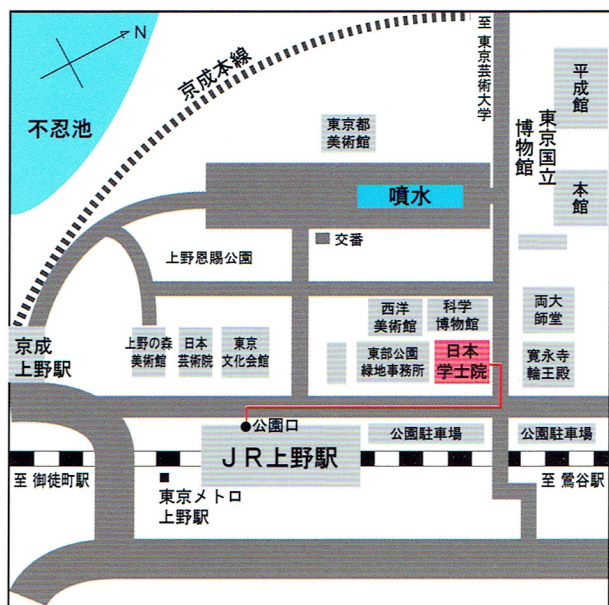 N
不忍池
京成本線
至 東京芸術大学
平成館
東京国立
博物館
本館
東京都
美術館
噴水
交番
上野恩賜公園
両大
師堂
西洋
美術館
科学
博物館
京成
上野駅
上野の森
美術館
日本
芸術院
東京
文化会館
東部公園
緑地事務所
日本
学士院
寛永寺
輪王殿
公園口
JR上野駅
公園駐車場
公園駐車場
至 御徒町駅
東京メトロ
上野駅
至 鶯谷駅